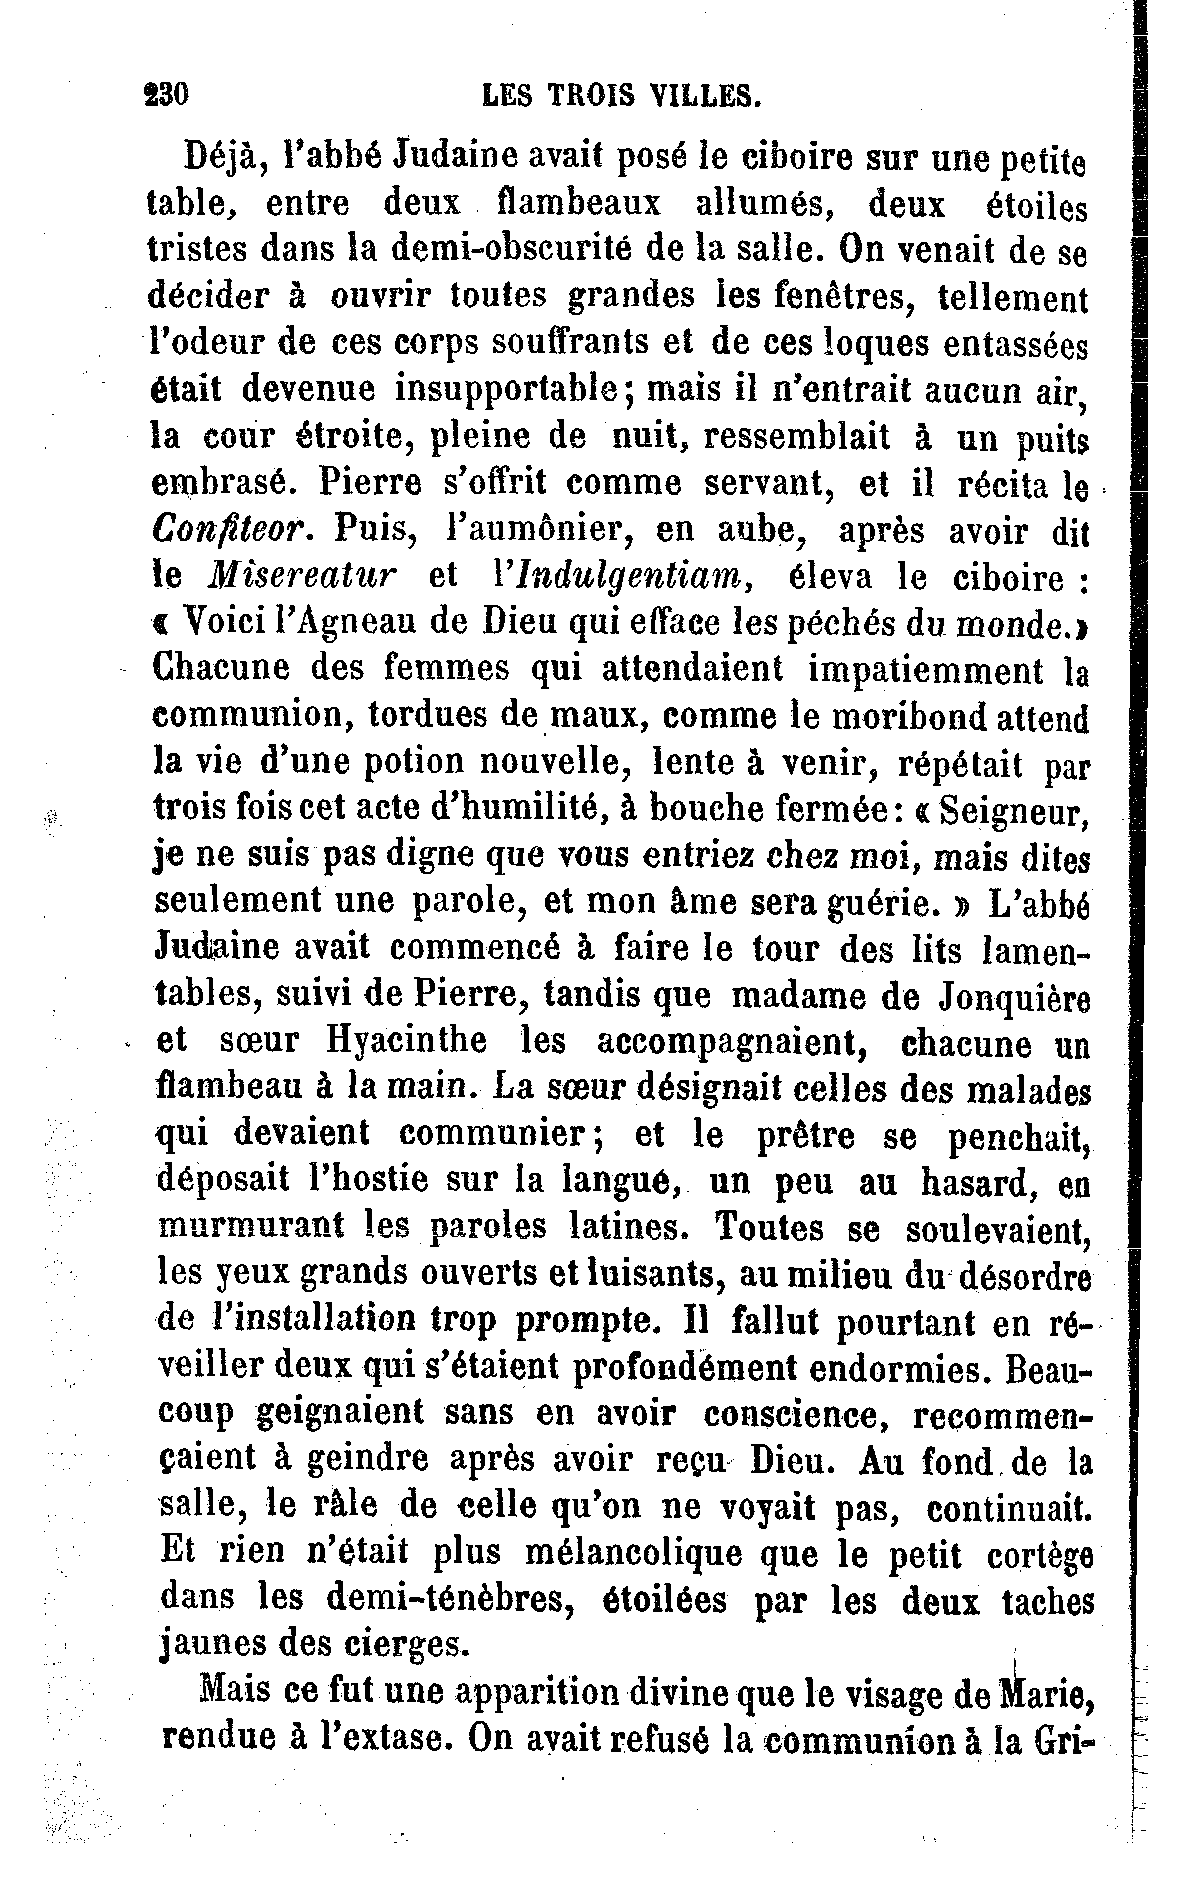 230 LES TROIS VILLES.
Déjà, l'abbé Judaine avait posé le ciboire sur une petite
table, entre deux flambeaux allumés, deux étoiles
tristes dans la demi-obscurité de la salle. On venait de se
décider à ouvrir toutes grandes les fenêtres, tellement
l'odeur de ces corps souffrants et de ces loques entassées
était devenue insupportable; mais il n'entrait aucun air,
la cour étroite, pleine de nuit, ressemblait à un puits
embrasé. Pierre s'offrit comme servant, et il récita le
Confiteor. Puis, l'aumônier, en aube, après avoir dit
le Misereatur et l'Indulgentiam, éleva le ciboire :
« Voici l'Agneau de Dieu qui efface les péchés du monde.»
Chacune des femmes qui attendaient impatiemment la
communion, tordues de maux, comme le moribond attend
la vie d'une potion nouvelle, lente à venir, répétait par
trois fois cet acte d'humilité, à bouche fermée: « Seigneur,
je ne suis pas digne que vous entriez chez moi, mais dites
seulement une parole, et mon âme sera guérie. » L'abbé
Judaine avait commencé à faire le tour des lits lamen-
tables, suivi de Pierre, tandis que madame de Jonquière
et sœur Hyacinthe les accompagnaient, chacune un
flambeau à la main. La sœur désignait celles des malades
qui devaient communier; et le prêtre se penchait,
déposait l'hostie sur la langue, un peu au hasard, en
murmurant les paroles latines. Toutes se soulevaient,
les yeux grands ouverts et luisants, au milieu du désordre
de l'installation trop prompte. Il fallut pourtant en ré-
veiller deux qui s'étaient profondément endormies. Beau-
coup geignaient sans en avoir conscience, recommen-
çaient à geindre après avoir reçu Dieu. Au fond de la
salle, le râle de celle qu'on ne voyait pas, continuait.
Et rien n'était plus mélancolique que le petit cortège
dans les demi-ténèbres, étoilées par les deux taches
jaunes des cierges.
Mais ce fut une apparition divine que le visage de Marie,
rendue à l'extase. On avait refusé la communion à la Gri-